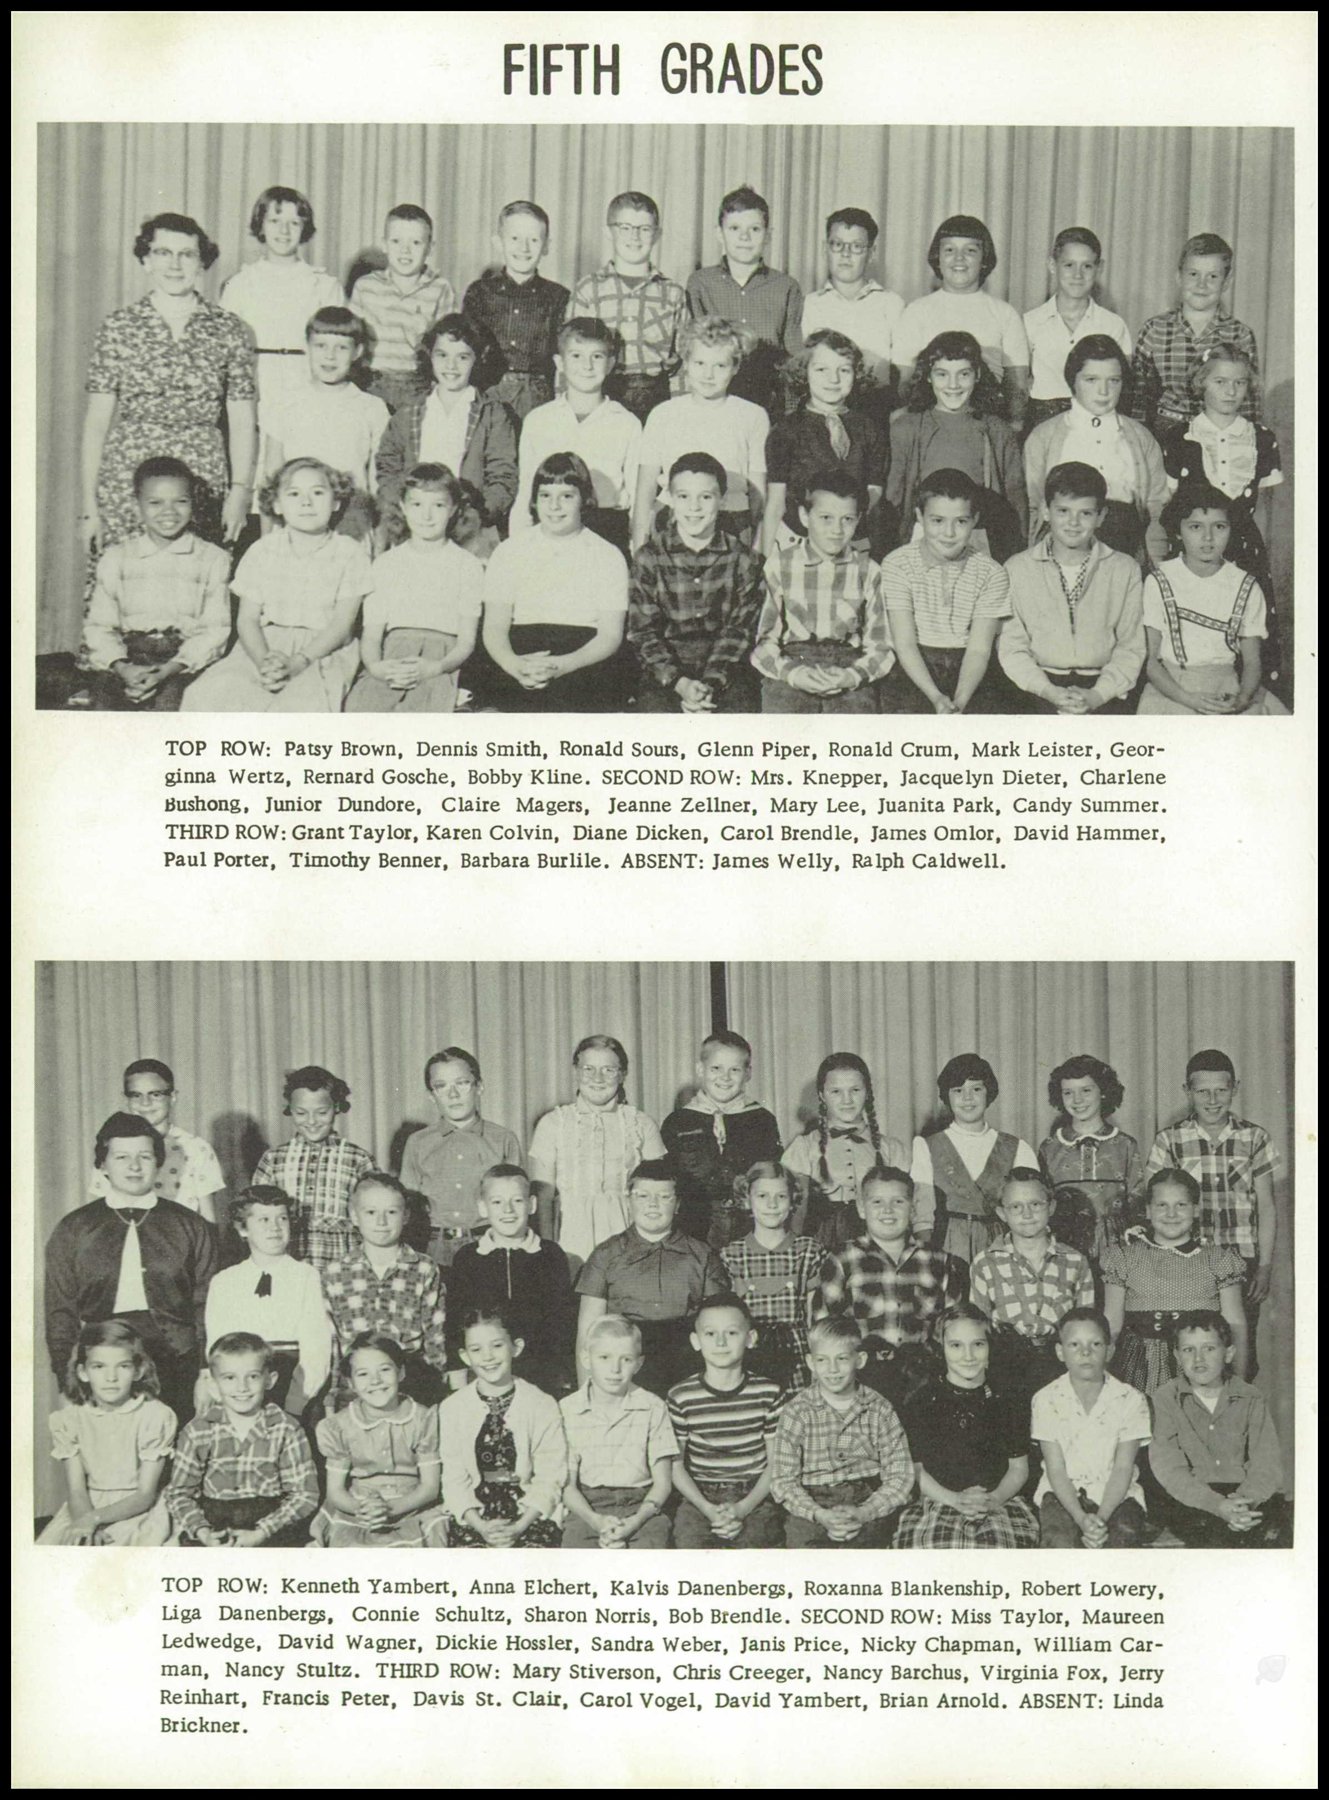 FIFTH GRADES
TOP ROW: Patsy Brown, Dennis Smith, Ronald Sours, Glenn Piper, Ronald Crum, Mark Leister, Geor-
ginna Wertz, Rernard Gosche, Bobby Kline. SECOND ROW: Mrs. Knepper, Jacquelyn Dieter, Charlene
Bushong, Junior Dundore, Claire Magers, Jeanne Zellner, Mary Lee, Juanita Park, Candy Summer.
THIRD ROW: Grant Taylor, Karen Colvin, Diane Dicken, Carol Brendle, James Omlor, David Hammer,
Paul Porter, Timothy Benner, Barbara Burlile. ABSENT: James Welly, Ralph Caldwell.
TOP ROW: Kenneth Yambert, Anna Elchert, Kalvis Danenbergs, Roxanna Blankenship, Robert Lowery,
Liga Danenbergs, Connie Schultz, Sharon Norris, Bob Brendle. SECOND ROW: Miss Taylor, Maureen
Ledwedge, David Wagner, Dickie Hossler, Sandra Weber, Janis Price, Nicky Chapman, William Car-
man, Nancy Stultz. THIRD ROW: Mary Stiverson, Chris Creeger, Nancy Barchus, Virginia Fox, Jerry
Reinhart, Francis Peter, Davis St. Clair, Carol Vogel, David Yambert, Brian Arnold. ABSENT: Linda
Brickner.